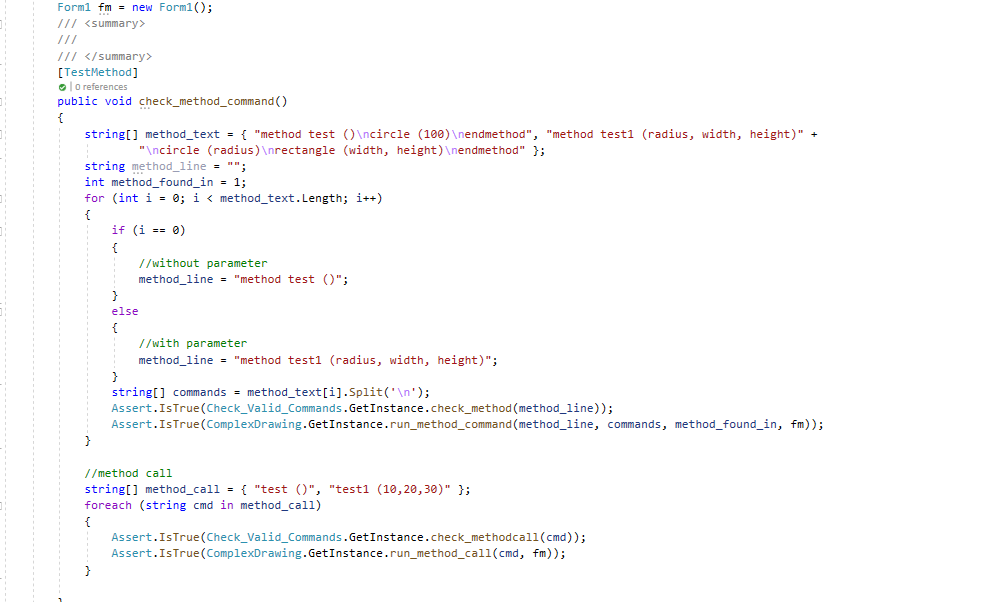 Form1 fm = new Form1();
/// <summary>
///
/// </summary>
[TestMethod]
| 0 references
public void check_method_command()
{
string[] method_text = { "method test ()\ncircle (100)\nendmethod", "method test1 (radius, width, height)" +
"\ncircle (radius)\nrectangle (width, height)\nendmethod" };
string method_line = "";
int method_found_in = 1;
for (int i = 0; i < method_text.Length; i++)
{
if (i == 0)
{
//without parameter
method_line = "method test ()";
}
else
{
//with parameter
method_line = "method test1 (radius, width, height)";
}
string[] commands = method_text[i].Split('\n');
Assert.IsTrue(Check_Valid_Commands.GetInstance.check_method(method_line));
Assert.IsTrue(ComplexDrawing.GetInstance.run_method_command(method_line, commands, method_found_in, fm));
}
//method call
string[] method_call = { "test ()", "test1 (10,20,30)" };
foreach (string cmd in method_call)
{
Assert.IsTrue(Check_Valid_Commands.GetInstance.check_methodcall(cmd));
Assert.IsTrue(ComplexDrawing.GetInstance.run_method_call(cmd, fm));
}
}